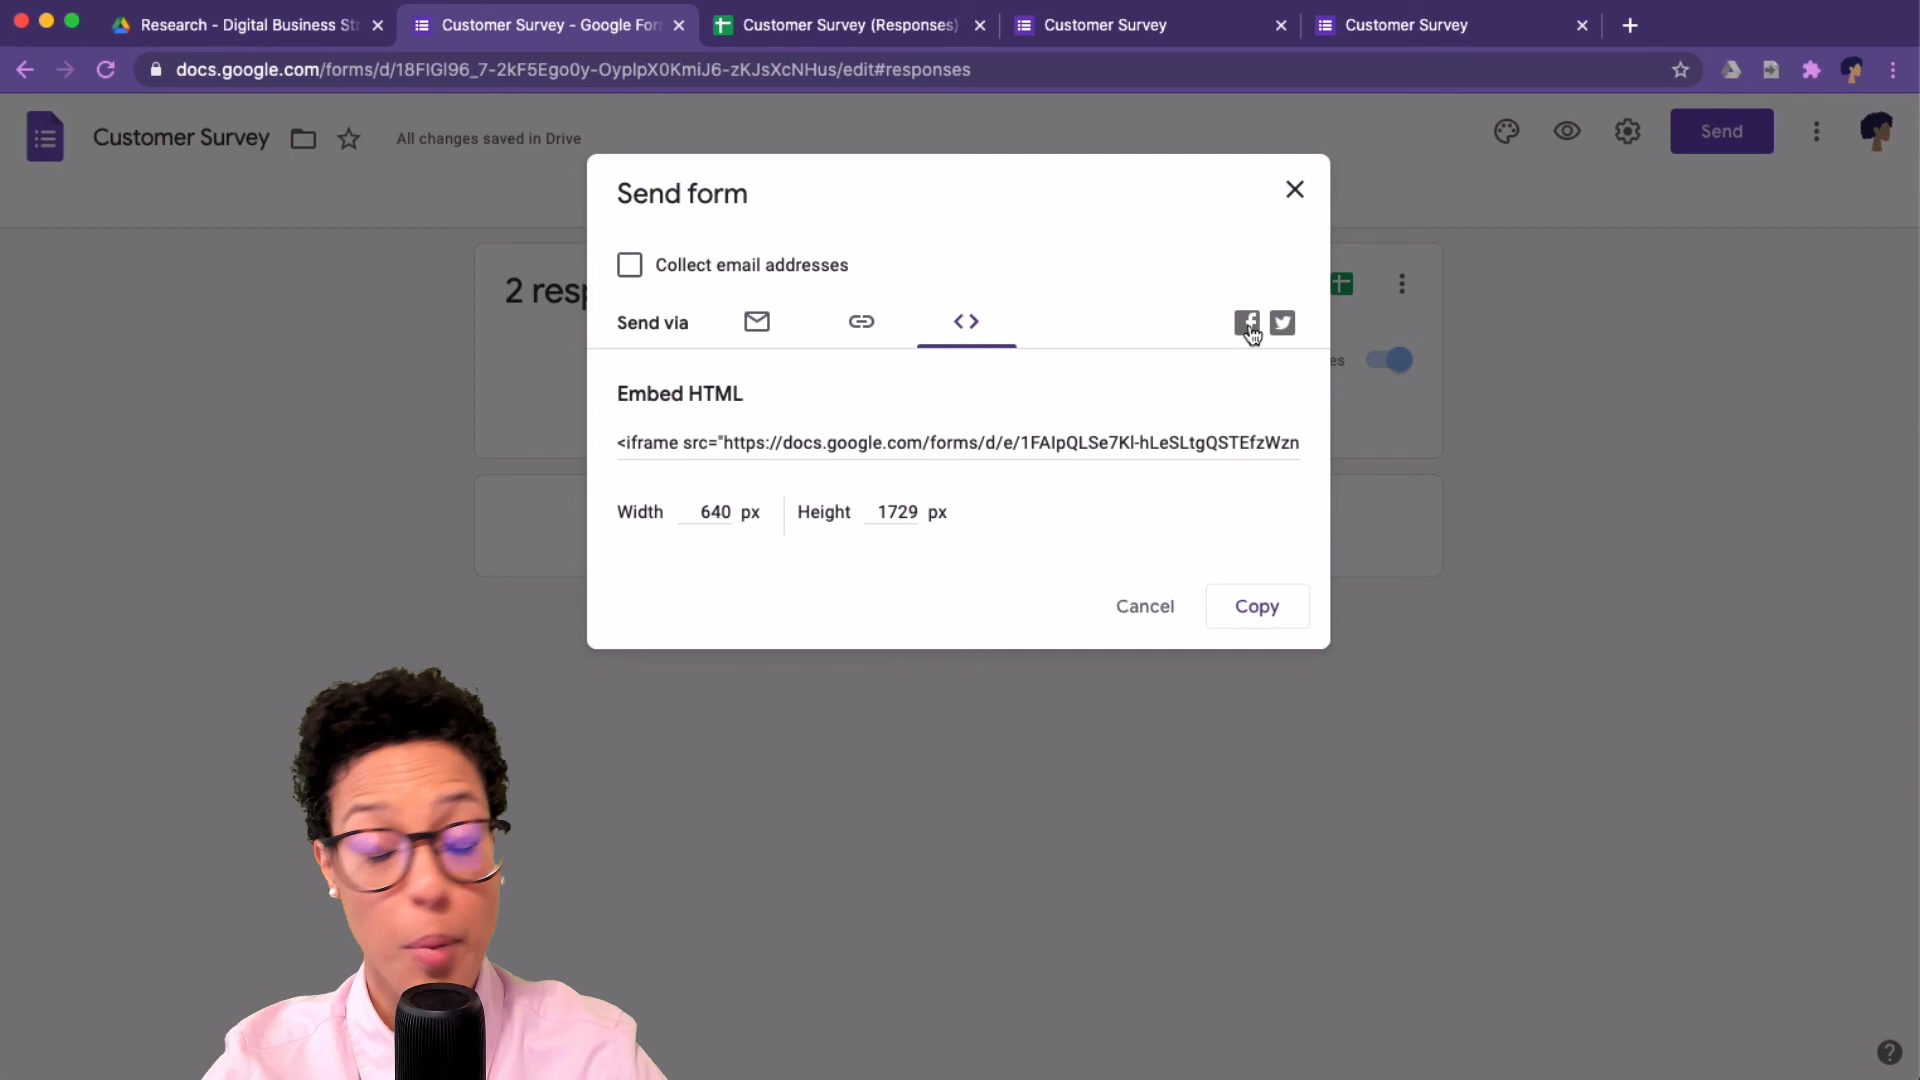 Research - Digital Business Str
Customer Survey - Google For
Customer Survey (Responses)
Customer Survey
Customer Survey
docs.google.com/forms/d/18FlGl96_7-2kF5Ego0y-OyplpX0KmiJ6-zKJsXcNHus/edit#responses
Customer Survey
All changes saved in Drive
Send
Send form
Collect email addresses
2 resp
Send via
es
Embed HTML
<iframe src="https://docs.google.com/forms/d/e/1FAIpQLSe7Kl-hLeSLtgQSTEfzWzn
Width 640 px Height 1729 px
Cancel
Copy